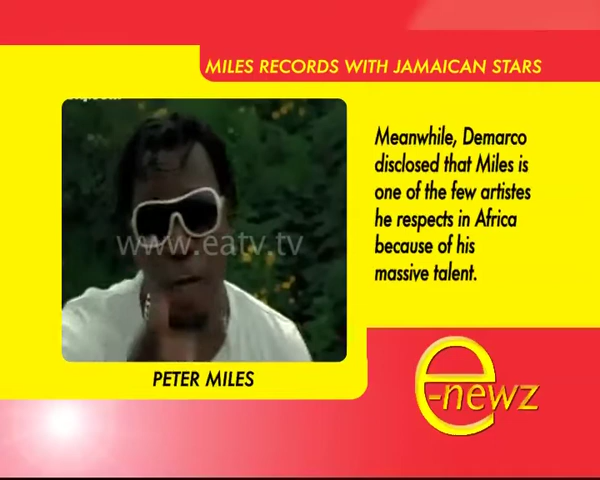 MILES RECORDS WITH JAMAICAN STARS
Meanwhile, Demarco
disclosed that Miles is
one of the few artistes
he respects in Africa
because of his
massive talent.
www.eatv.tv
PETER MILES
e-newz